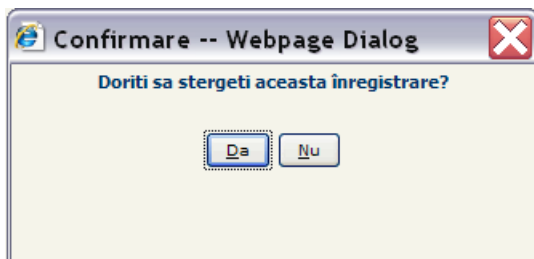 Confirmare -- Webpage Dialog
Doriti sa stergeti aceasta înregistrare?
Da Nu